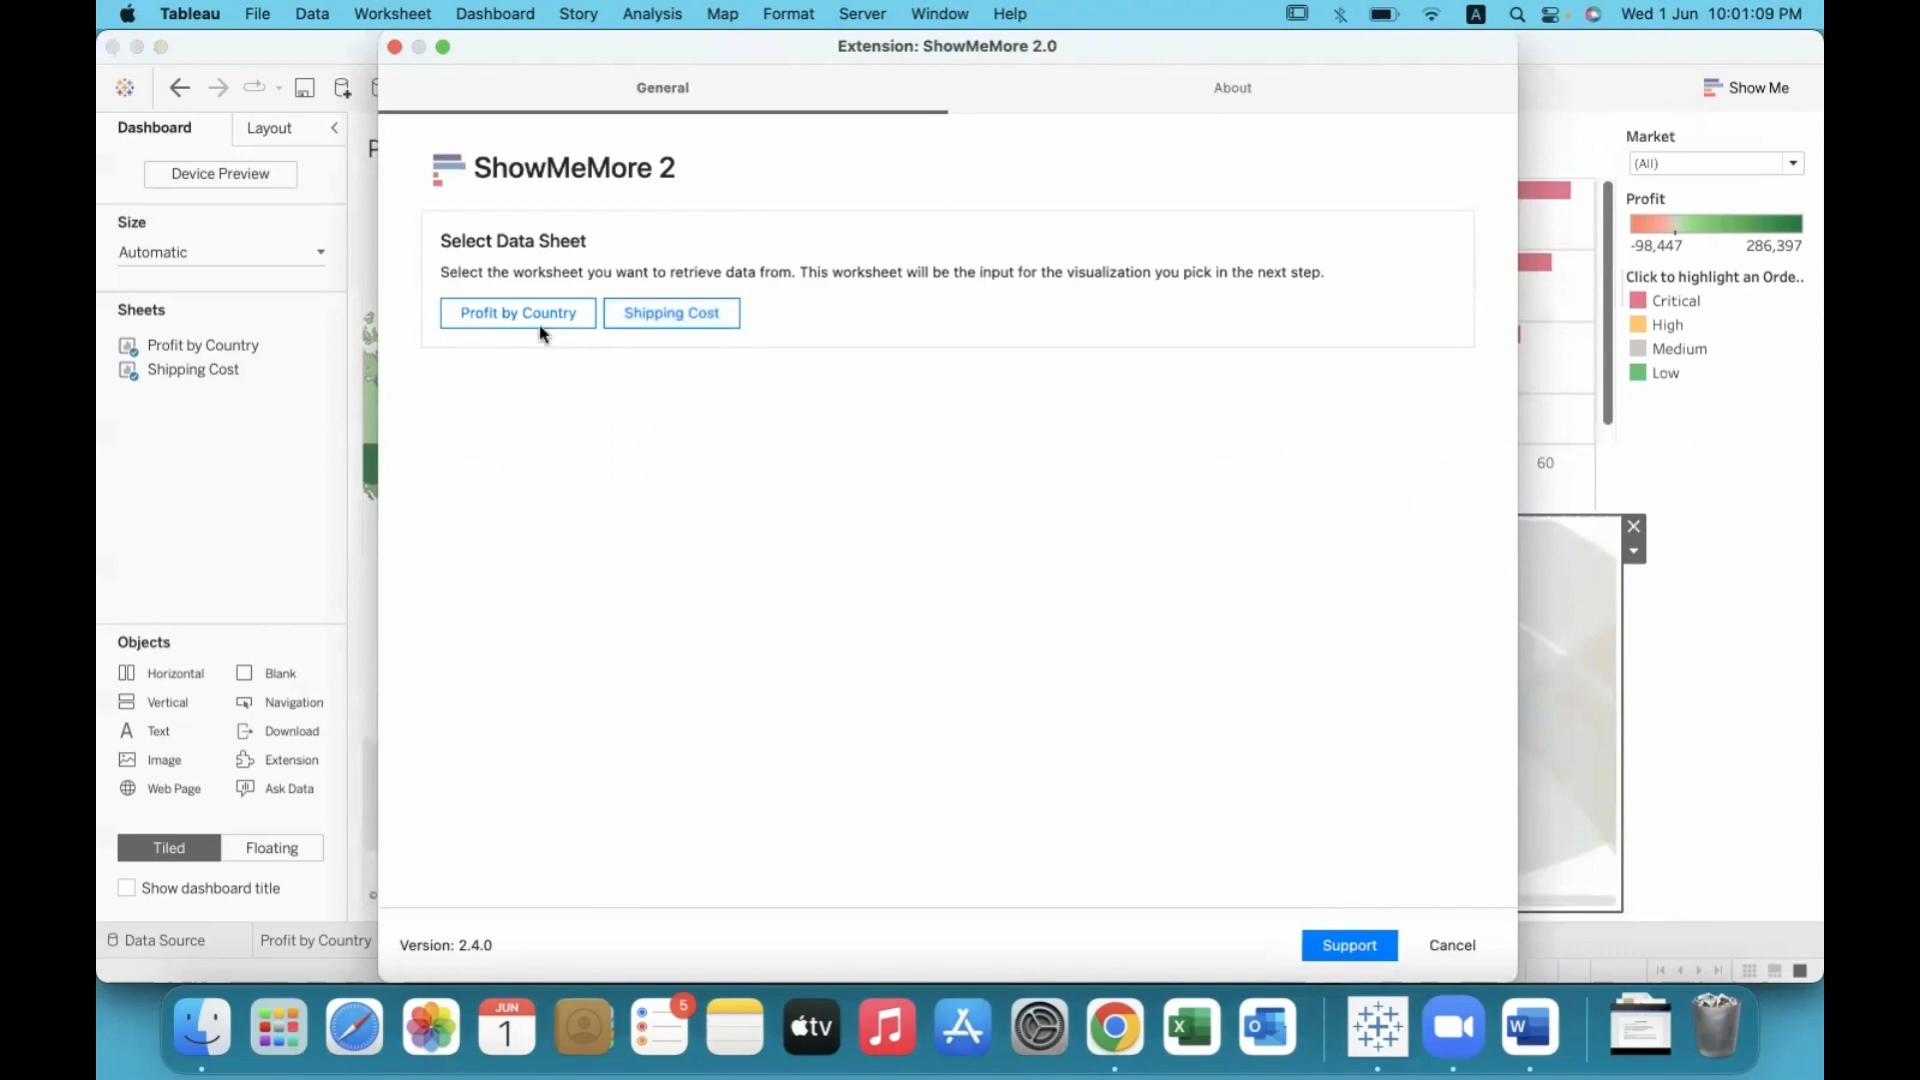 Tableau File Data Worksheet Dashboard Story Analysis Map Format Server Window Help A Wed 1 Jun 10:01:09 PM
Extension: ShowMeMore 2.0
General About
Show Me
Dashboard Layout
Device Preview
Size
Automatic
Sheets
Profit by Country
Shipping Cost
Objects
Horizontal Blank
Vertical Navigation
A Text Download
Image Extension
Web Page Ask Data
Tiled Floating
Show dashboard title
Data Source Profit by Country
P
ShowMeMore 2
Select Data Sheet
Select the worksheet you want to retrieve data from. This worksheet will be the input for the visualization you pick in the next step.
Profit by Country Shipping Cost
Version: 2.4.0
Support Cancel
Market
(All)
Profit
-98,447 286,397
Click to highlight an Orde..
Critical
High
Medium
Low
60
JUN
1
5
tv
X
O
W